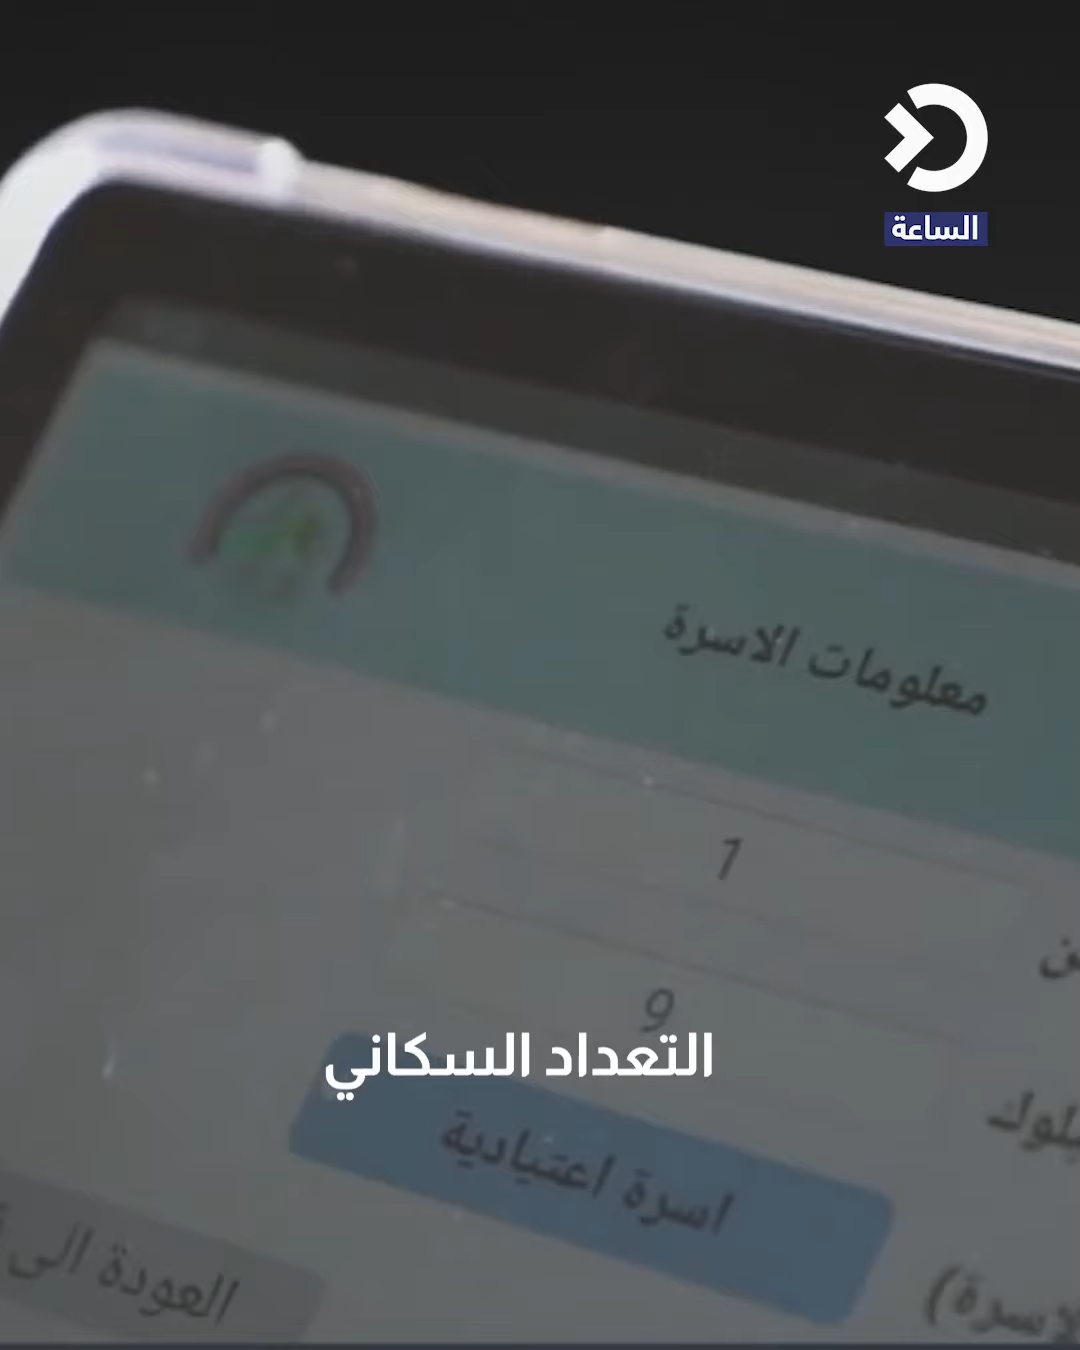 الساعة
معلومات الاسرة
1
9
التعداد السكاني
اسرة اعتيادية
العودة الى